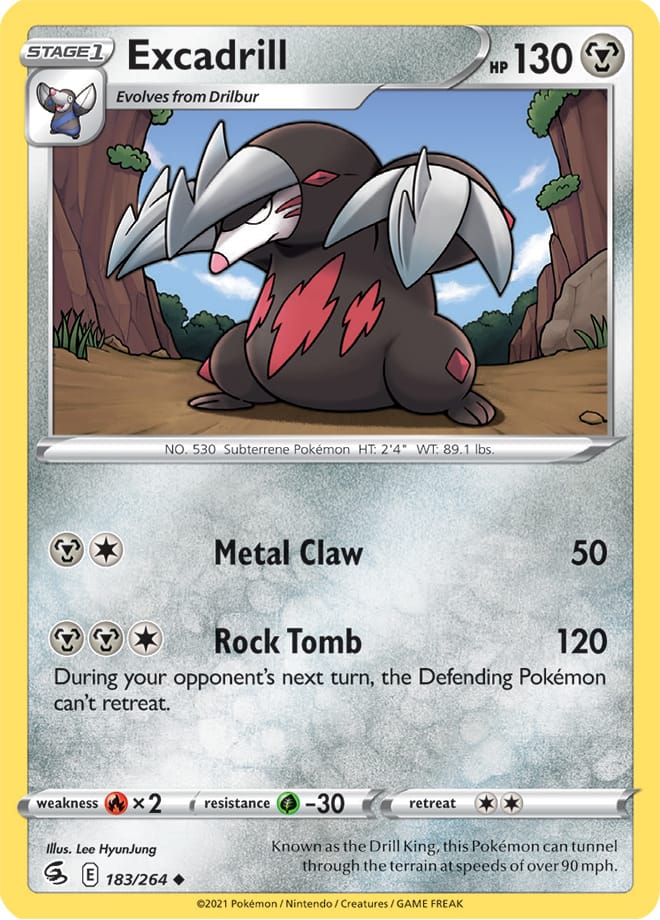 STAGE1
Excadrill
HP 130
Evolves from Drilbur
NO. 530 Subterrene Pokémon HT: 2'4" WT: 89.1 lbs.
Metal Claw 50
Rock Tomb 120
During your opponent's next turn, the Defending Pokémon
can't retreat.
weakness ×2 resistance -30 retreat
Illus. Lee HyunJung
Known as the Drill King, this Pokémon can tunnel
through the terrain at speeds of over 90 mph.
E 183/264
©2021 Pokémon / Nintendo / Creatures / GAME FREAK